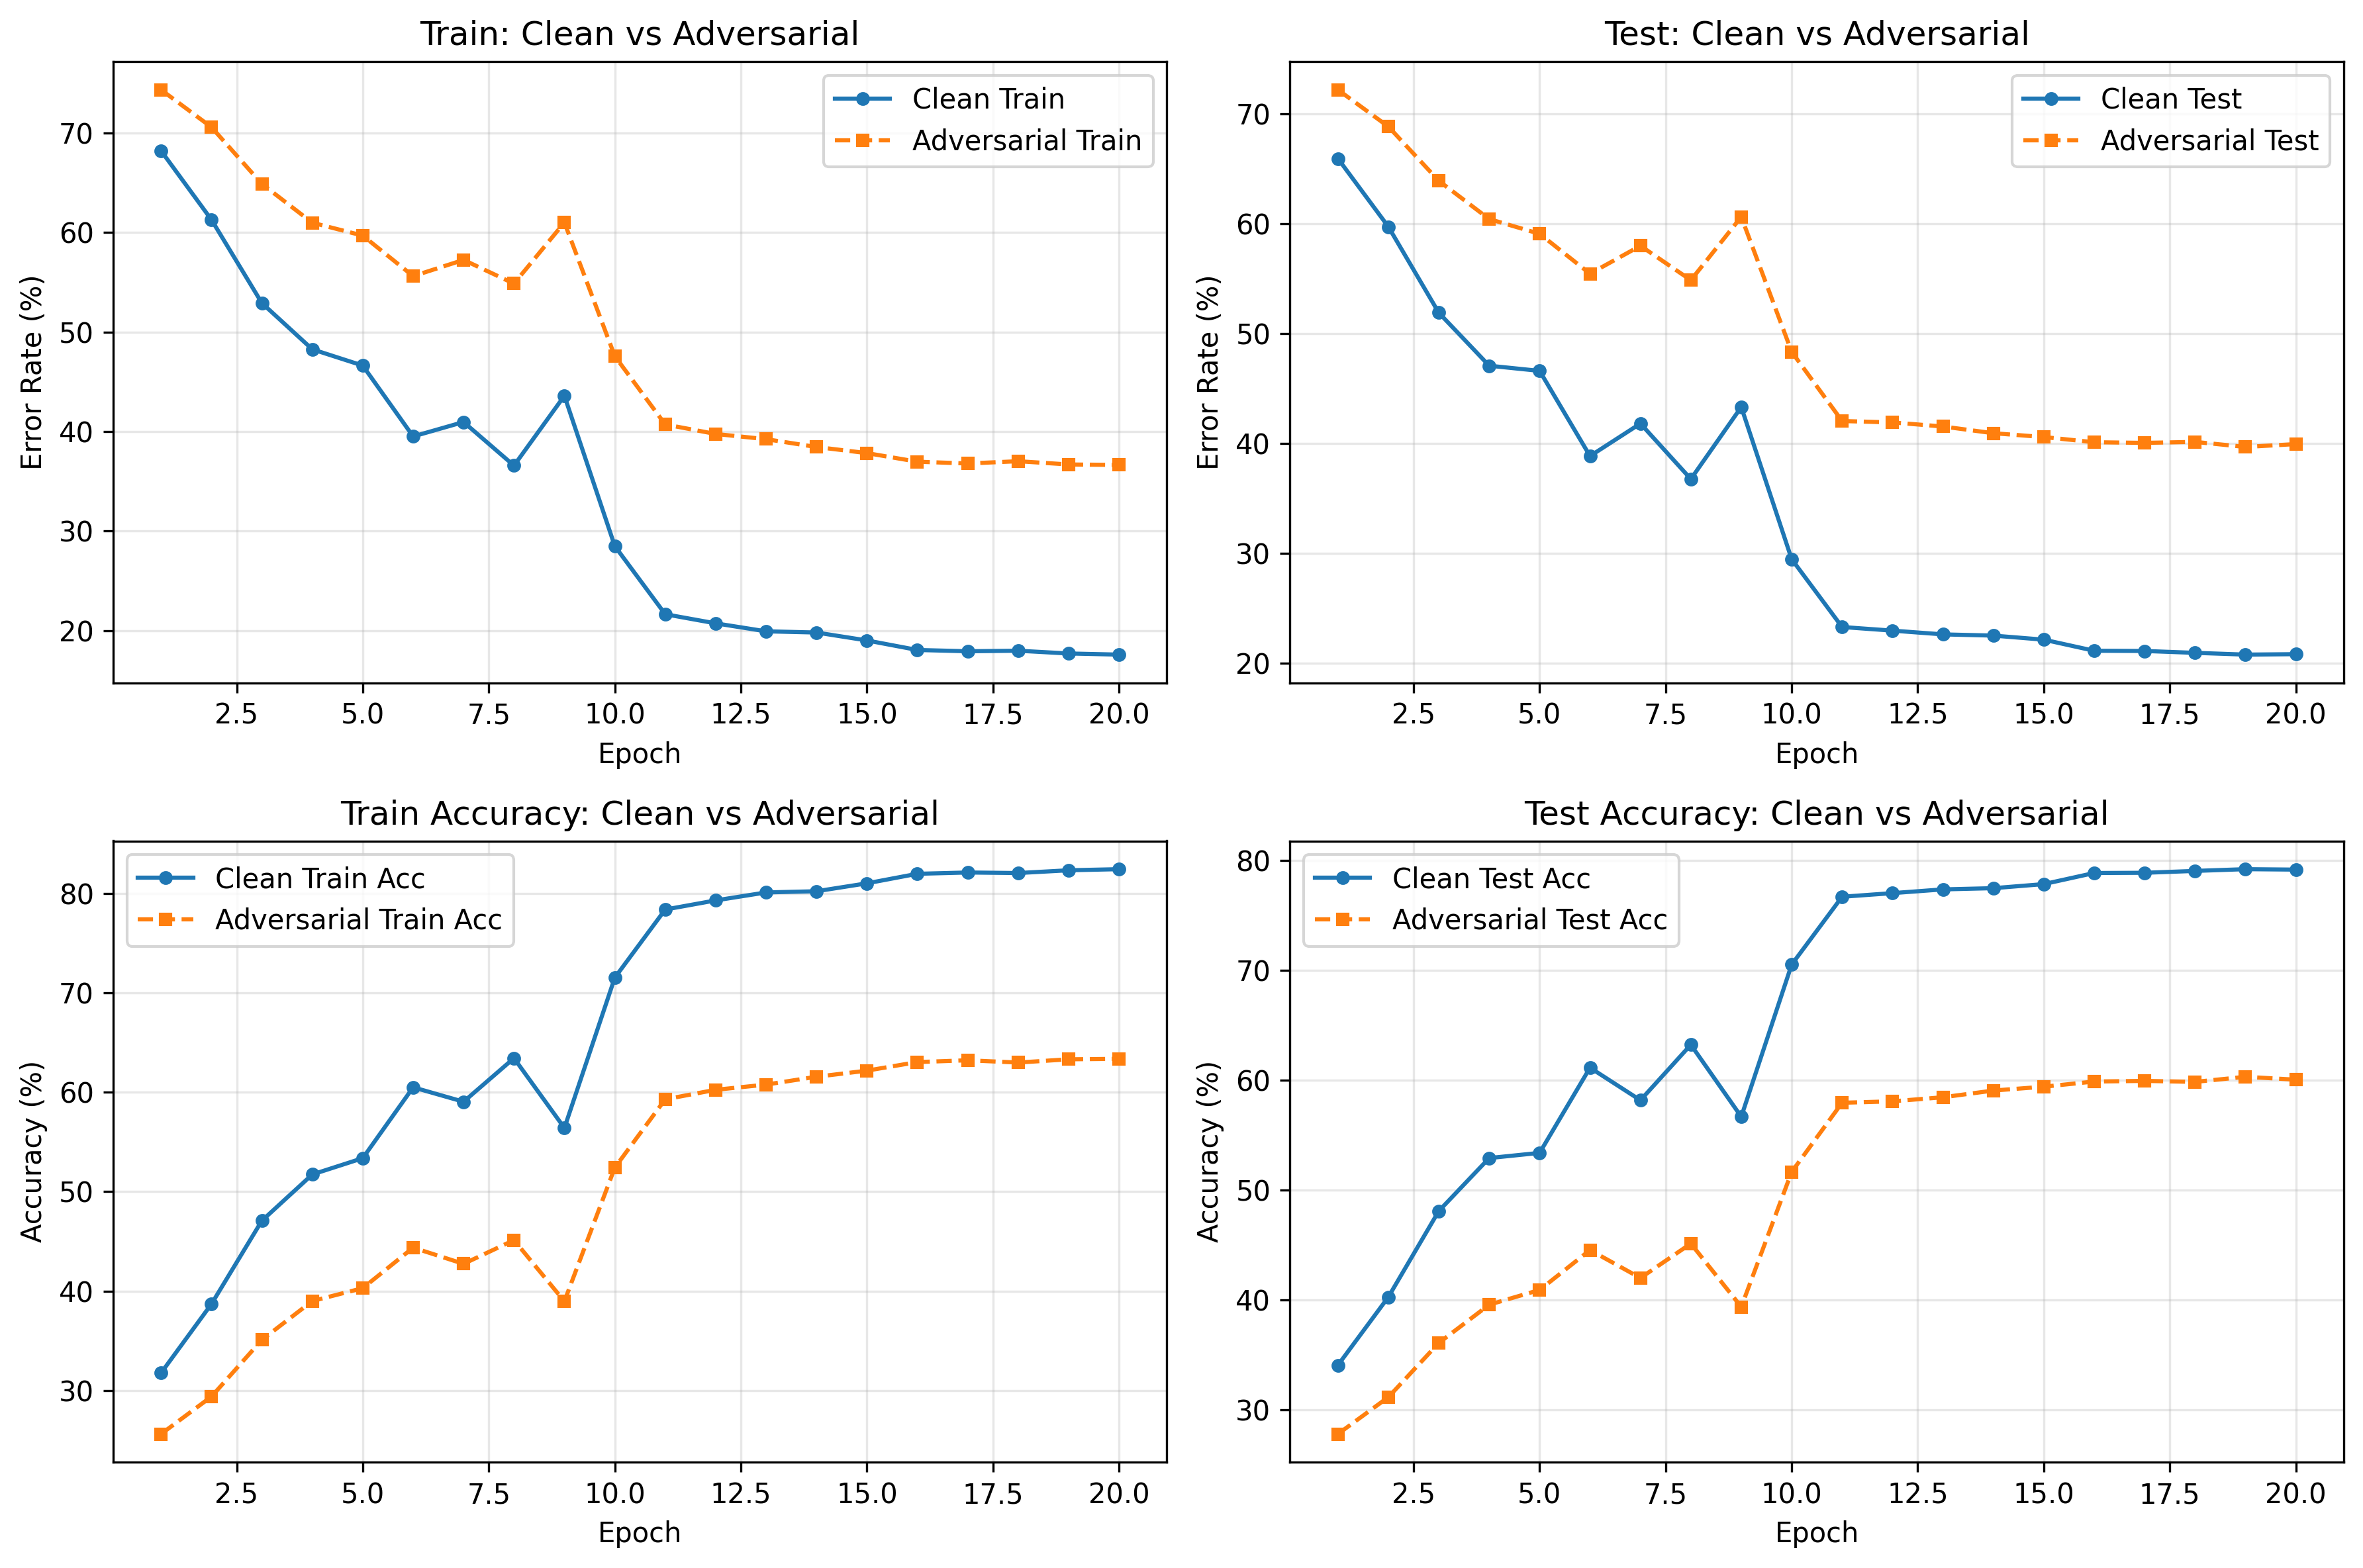 Train: Clean vs Adversarial
Clean Train
Adversarial Train
70
60
50
40
30
20
Error Rate (%)
2.5 5.0 7.5 10.0 12.5 15.0 17.5 20.0
Epoch
Test: Clean vs Adversarial
Clean Test
Adversarial Test
70
60
50
40
30
20
Error Rate (%)
2.5 5.0 7.5 10.0 12.5 15.0 17.5 20.0
Epoch
Train Accuracy: Clean vs Adversarial
Clean Train Acc
Adversarial Train Acc
80
70
60
50
40
30
Accuracy (%)
2.5 5.0 7.5 10.0 12.5 15.0 17.5 20.0
Epoch
Test Accuracy: Clean vs Adversarial
Clean Test Acc
Adversarial Test Acc
80
70
60
50
40
30
Accuracy (%)
2.5 5.0 7.5 10.0 12.5 15.0 17.5 20.0
Epoch